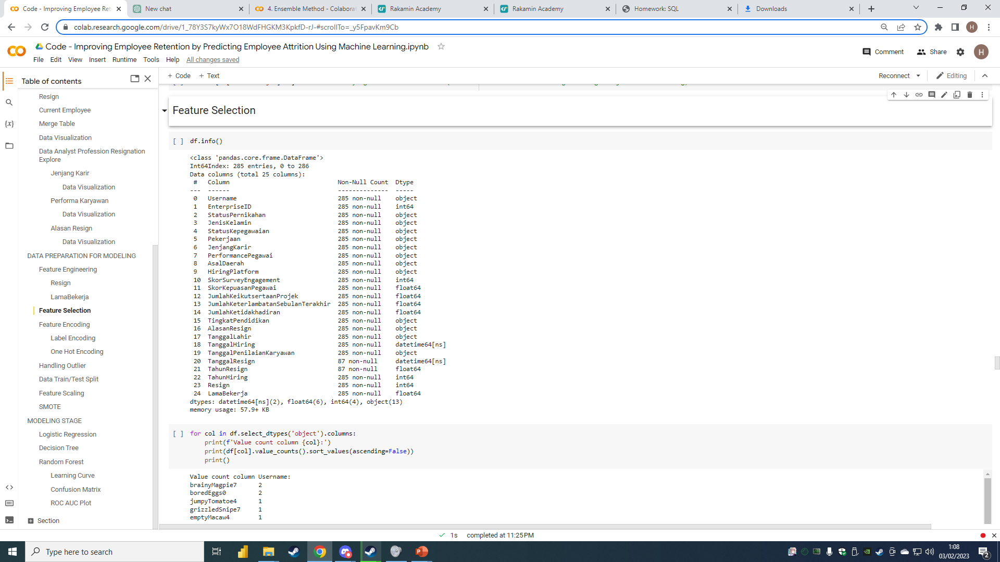 Code - Improving Employee Ret
New chat
4. Ensemble Method - Colaborat
Rakamin Academy
Rakamin Academy
Homework: SQL
Downloads
colab.research.google.com/drive/1_78Y3S7kyWx7O18WdFHGKM3KpkfD-rJ-#scrollTo=_y5FpavKm9Cb
H
Code - Improving Employee Retention by Predicting Employee Attrition Using Machine Learning.ipynb
File Edit View Insert Runtime Tools Help All changes saved
Comment Share H
Table of contents
Resign
Current Employee
Merge Table
Data Visualization
Data Analyst Profession Resignation
Explore
Jenjang Karir
Data Visualization
Performa Karyawan
Data Visualization
Alasan Resign
Data Visualization
DATA PREPARATION FOR MODELING
Feature Engineering
Resign
LamaBekerja
Feature Selection
Feature Encoding
Label Encoding
One Hot Encoding
Handling Outlier
Data Train/Test Split
Feature Scaling
SMOTE
MODELING STAGE
Logistic Regression
Decision Tree
Random Forest
Learning Curve
Confusion Matrix
ROC AUC Plot
Section
+ Code + Text
Reconnect Editing
Feature Selection
[ ] df.info()
<class 'pandas.core.frame.DataFrame'>
Int64Index: 285 entries, 0 to 286
Data columns (total 25 columns):
# Column Non-Null Count Dtype
--- ------ -------------- -----
0 Username 285 non-null object
1 EnterpriseID 285 non-null int64
2 StatusPernikahan 285 non-null object
3 JenisKelamin 285 non-null object
4 StatusKepegawaian 285 non-null object
5 Pekerjaan 285 non-null object
6 JenjangKarir 285 non-null object
7 PerformancePegawai 285 non-null object
8 AsalDaerah 285 non-null object
9 HiringPlatform 285 non-null object
10 SkorSurveyEngagement 285 non-null int64
11 SkorKepuasanPegawai 285 non-null float64
12 JumlahKeikutsertaanProjek 285 non-null float64
13 JumlahKeterlambatanSebulanTerakhir 285 non-null float64
14 JumlahKetidakhadiran 285 non-null float64
15 TingkatPendidikan 285 non-null object
16 AlasanResign 285 non-null object
17 TanggalLahir 285 non-null object
18 TanggalHiring 285 non-null datetime64[ns]
19 TanggalPenilaianKaryawan 285 non-null object
20 TanggalResign 87 non-null datetime64[ns]
21 TahunResign 87 non-null float64
22 TahunHiring 285 non-null int64
23 Resign 285 non-null int64
24 LamaBekerja 285 non-null float64
dtypes: datetime64[ns](2), float64(6), int64(4), object(13)
memory usage: 57.9+ KB
[ ] for col in df.select_dtypes('object').columns:
print(f'Value count column {col}:')
print(df[col].value_counts().sort_values(ascending=False))
print()
Value count column Username:
brainyMagpie7 2
boredEggs0 2
jumpyTomatoe4 1
grizzledSnipe7 1
emptyMacaw4 1
1s completed at 11:25 PM
Type here to search
1:08
03/02/2023
2